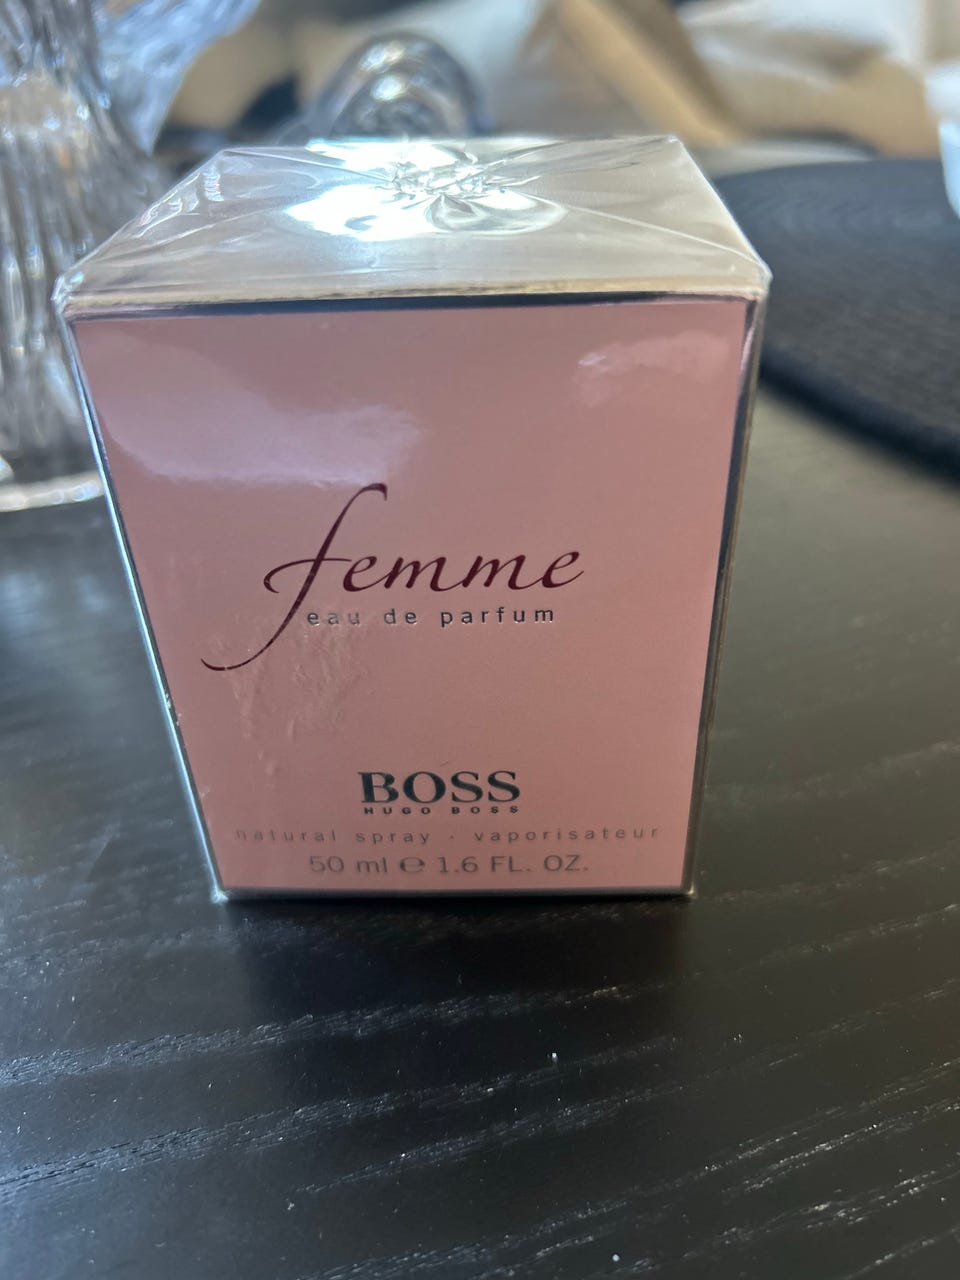 femme
eau de parfum
BOSS
HUGO BOSS
natural spray · vaporisateur
50 ml ℮ 1.6 FL. OZ.